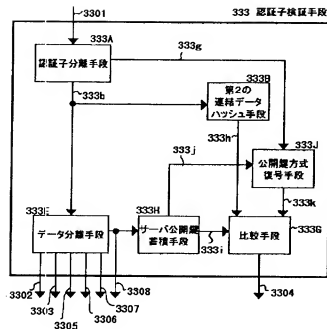 3301
333 認証子検証手段
333A
認証子分離手段
333g
333b
333B
第2の
連結データ
ハッシュ手段
333h
333j
333J
公開鍵方式
復号手段
333k
333E
データ分離手段
333H
サーバ公開鍵
蓄積手段
333i
333G
比較手段
3302
3303
3305
3306
3307
3308
3304